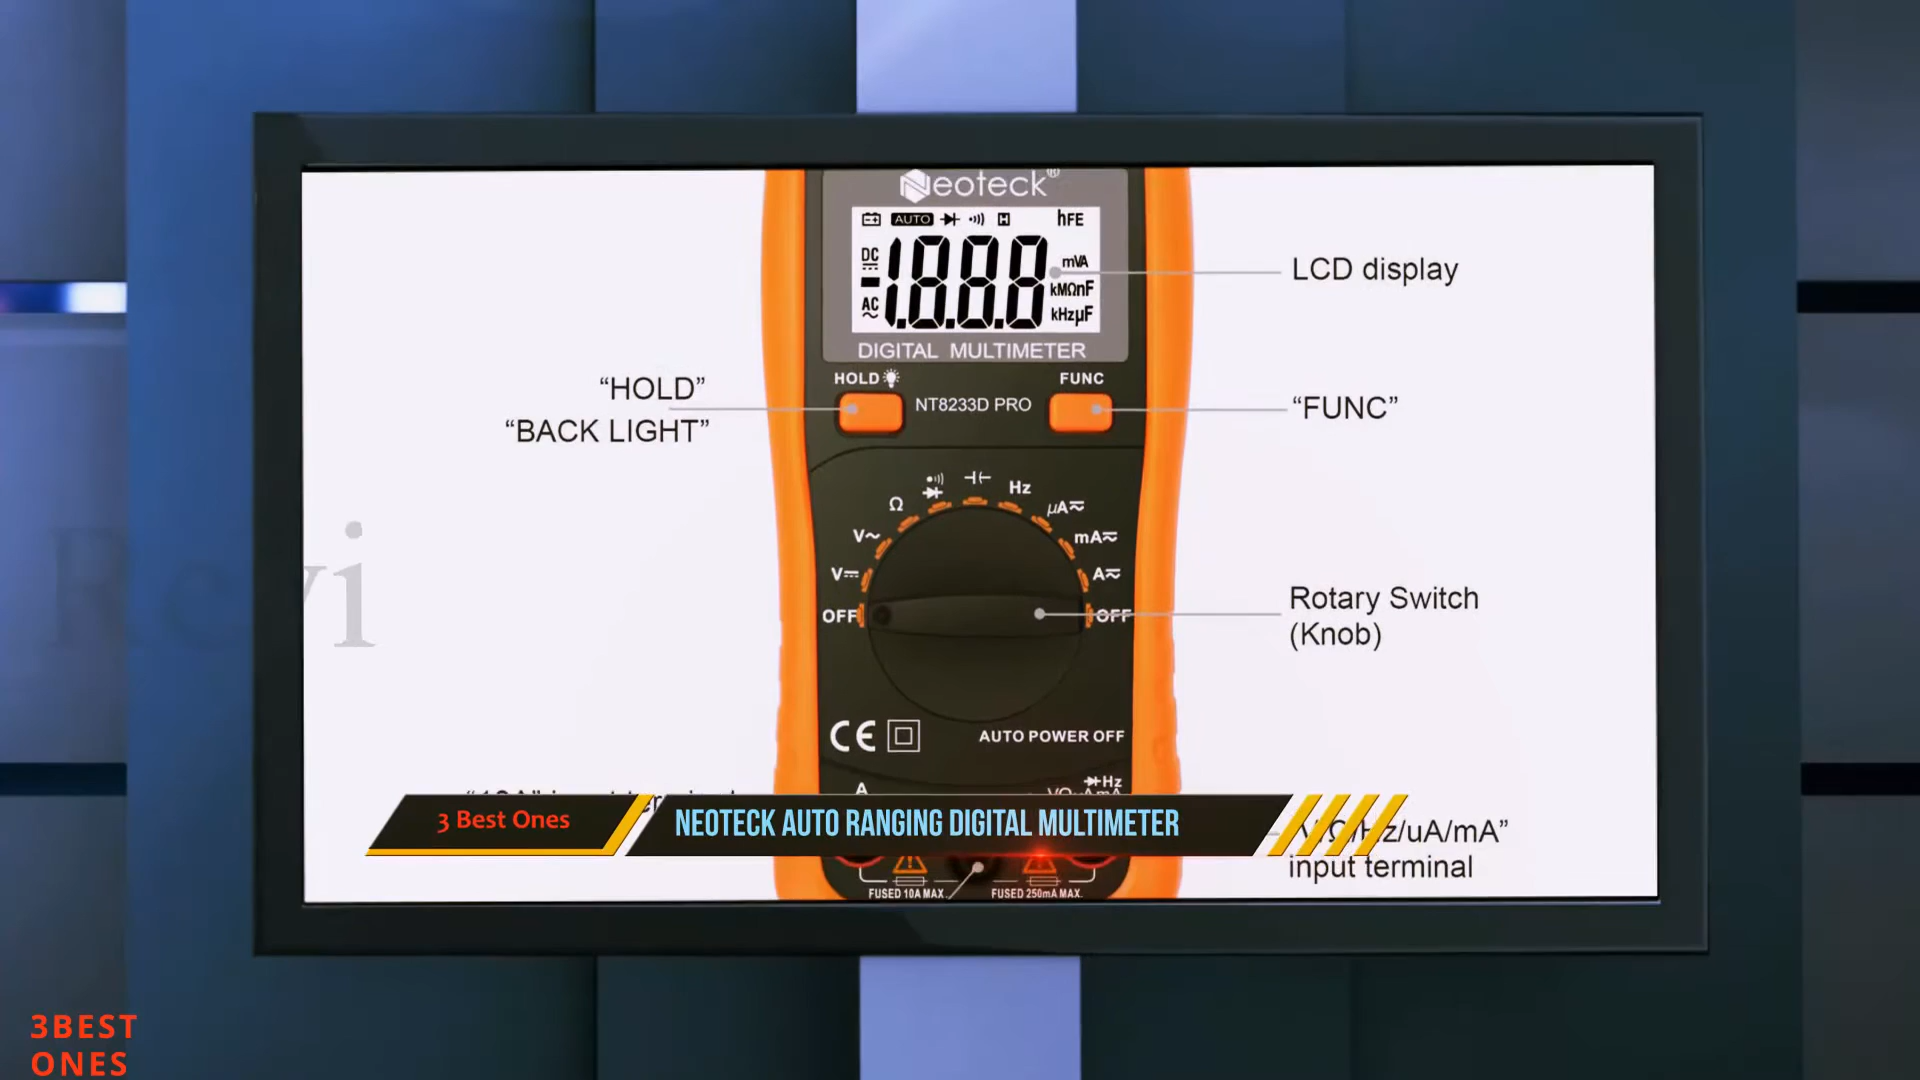 Neoteck®
AUTO hFE
DC
1.8.8.8
mVA
kMΩnF
AC
kHzµF
DIGITAL MULTIMETER
LCD display
HOLD FUNC
NT8233D PRO
“HOLD”
“BACK LIGHT”
“FUNC”
Hz
Ω
µA
V~ mA
V A
OFF OFF
Rotary Switch
(Knob)
CE
AUTO POWER OFF
A
Hz
3 Best Ones
NEOTECK AUTO RANGING DIGITAL MULTIMETER
Hz/uA/mA”
input terminal
FUSED 10A MAX.
FUSED 250mA MAX.
3BEST
ONES